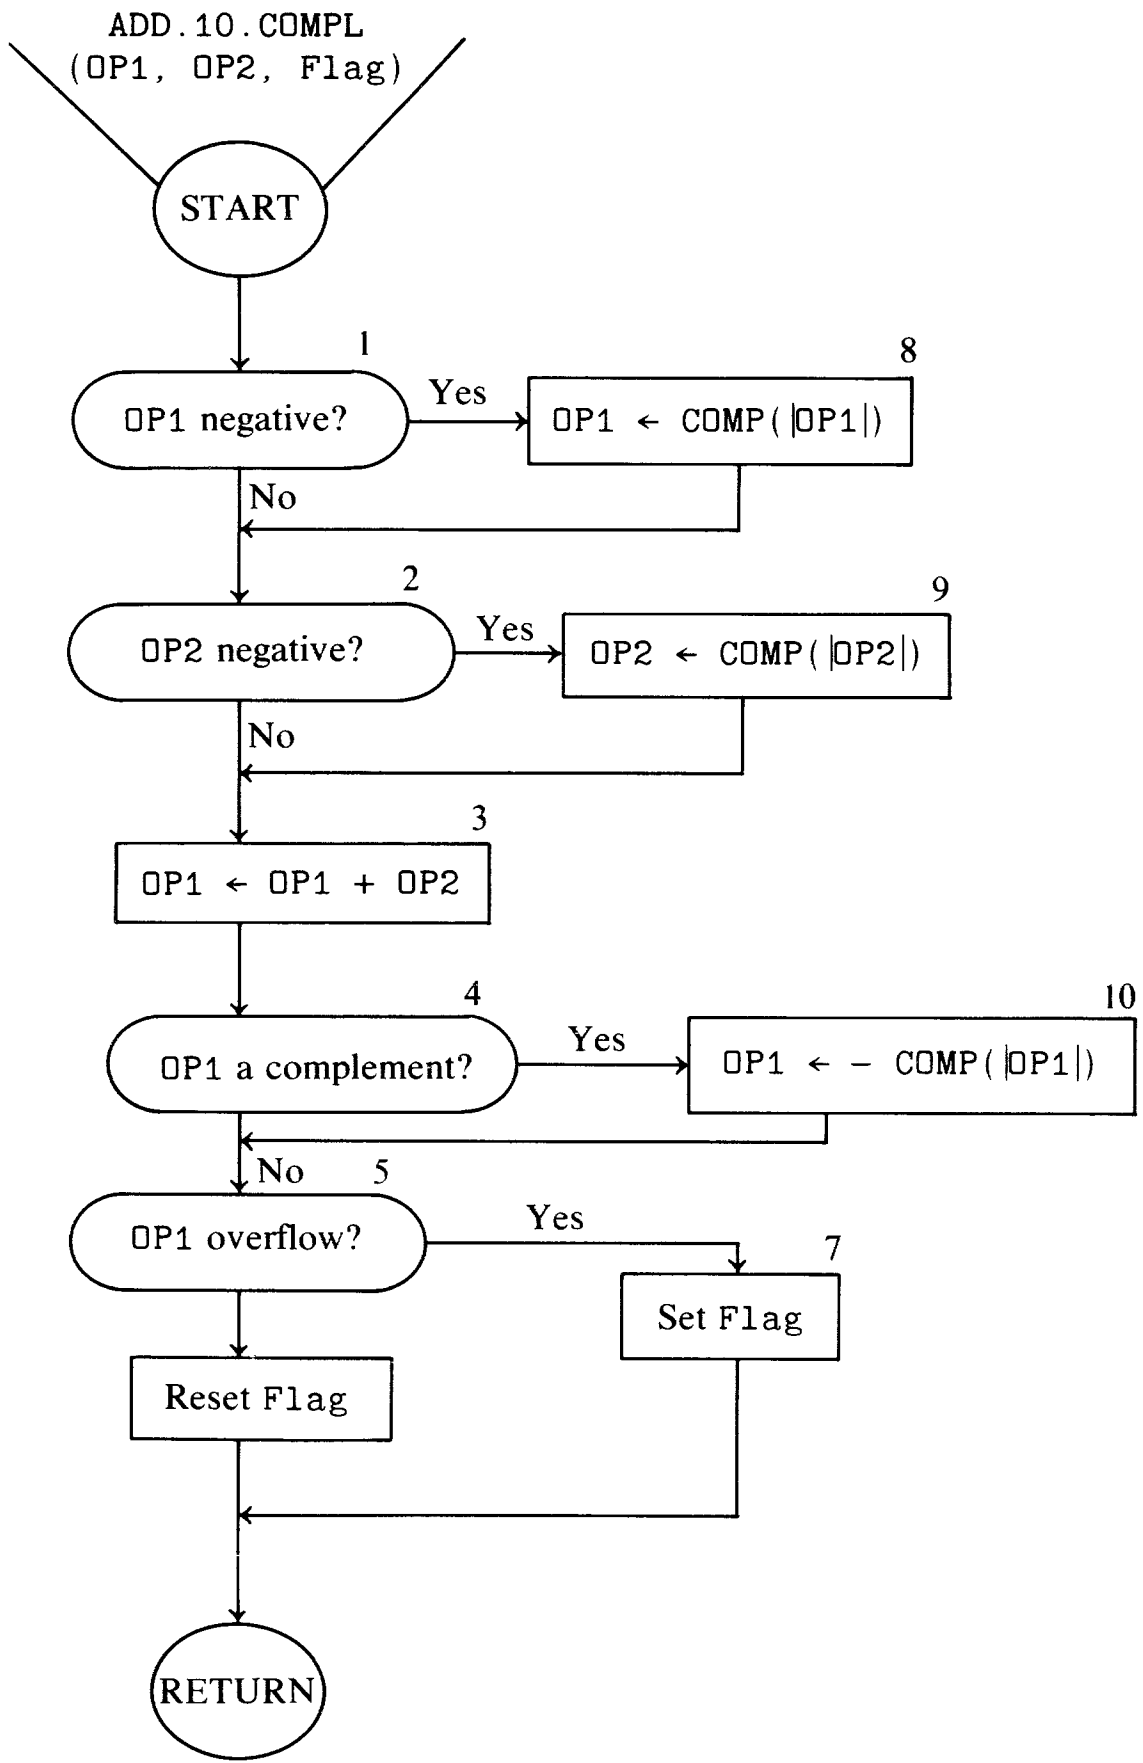 ADD.10.COMPL
(OP1, OP2, Flag)
START
1
OP1 negative?
Yes
8
OP1 ← COMP(|OP1|)
No
2
OP2 negative?
Yes
9
OP2 ← COMP(|OP2|)
No
3
OP1 ← OP1 + OP2
4
OP1 a complement?
Yes
10
OP1 ← - COMP(|OP1|)
No
5
OP1 overflow?
Yes
7
Set Flag
Reset Flag
RETURN